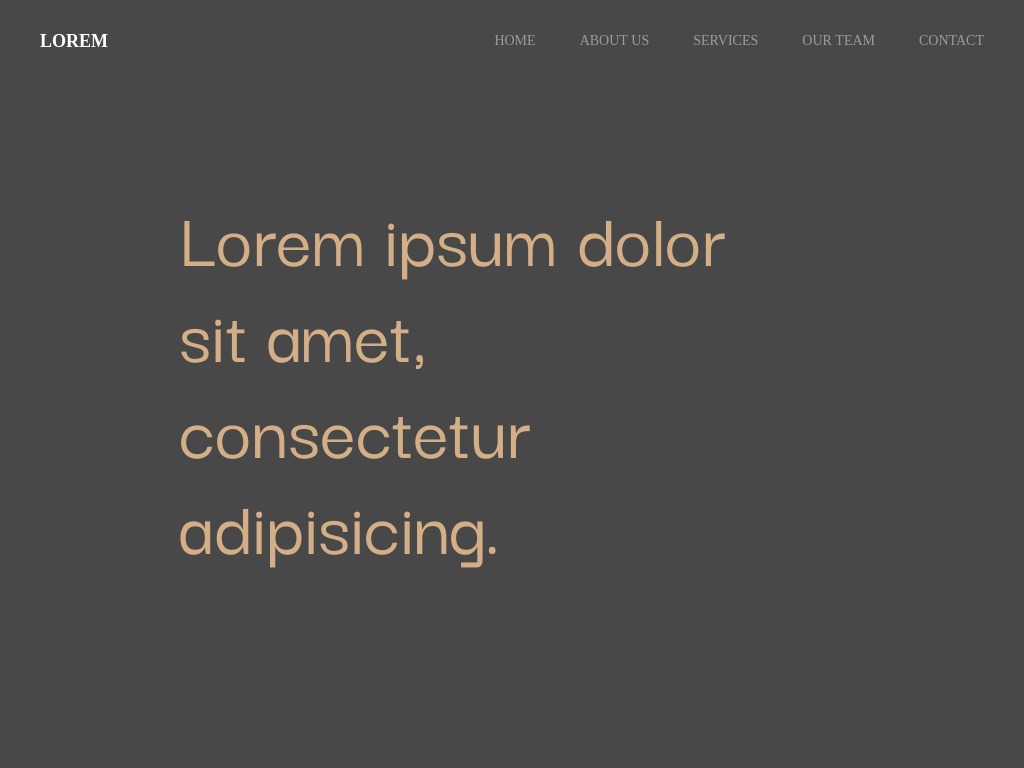 LOREM
HOME ABOUT US SERVICES OUR TEAM CONTACT
Lorem ipsum dolor
sit amet,
consectetur
adipisicing.